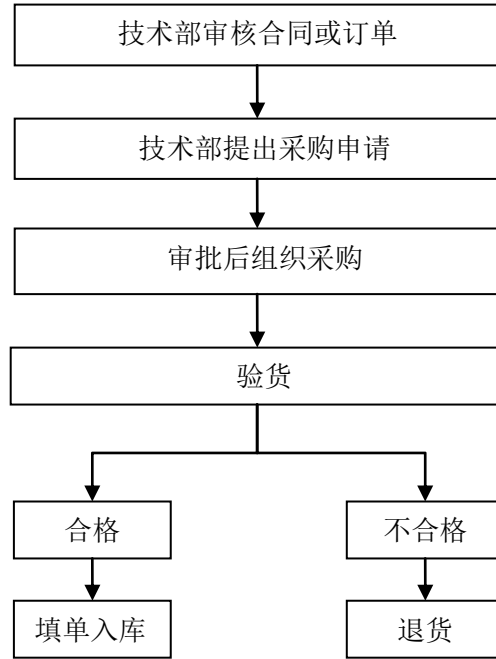 技术部审核合同或订单
技术部提出采购申请
审批后组织采购
验货
合格
不合格
填单入库
退货